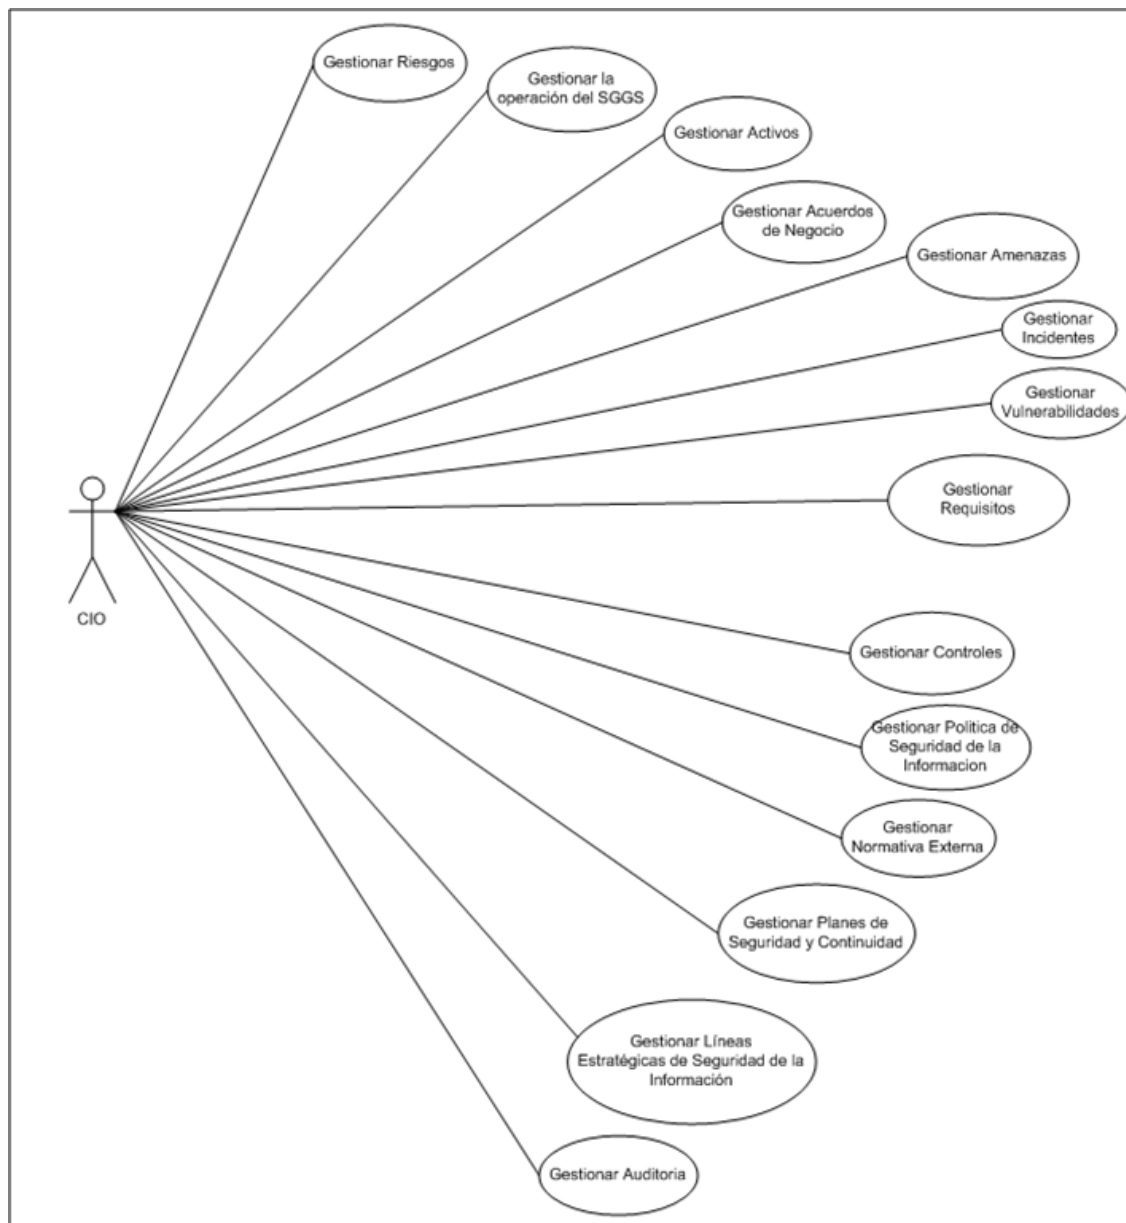 Gestionar Riesgos
Gestionar la
operación del SGGS
Gestionar Activos
Gestionar Acuerdos
de Negocio
Gestionar Amenazas
Gestionar
Incidentes
Gestionar
Vulnerabilidades
Gestionar
Requisitos
CIO
Gestionar Controles
Gestionar Politica de
Seguridad de la
Informacion
Gestionar
Normativa Externa
Gestionar Planes de
Seguridad y Continuidad
Gestionar Líneas
Estratégicas de Seguridad de la
Información
Gestionar Auditoria